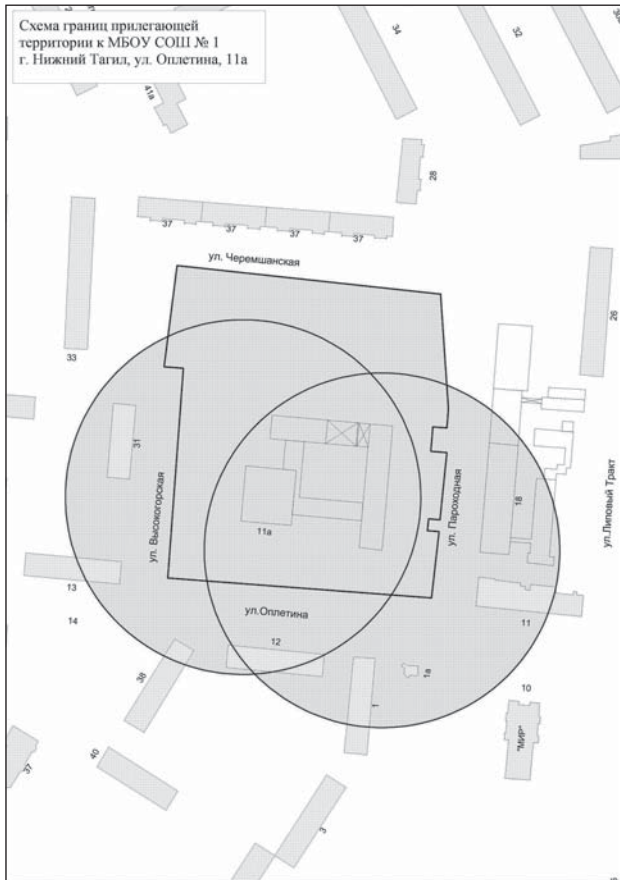 Схема границ прилегающей
территории к МБОУ СОШ № 1
г. Нижний Тагил, ул. Оплетина, 11а
34
32
41а
28
37
37
37
37
ул. Черемшанская
26
33
31
ул. Высокогорская
ул. Пароходная
18
ул.Липовый Тракт
11а
13
ул.Оплетина
11
14
12
1а
38
1
10
"МИР"
40
37
3